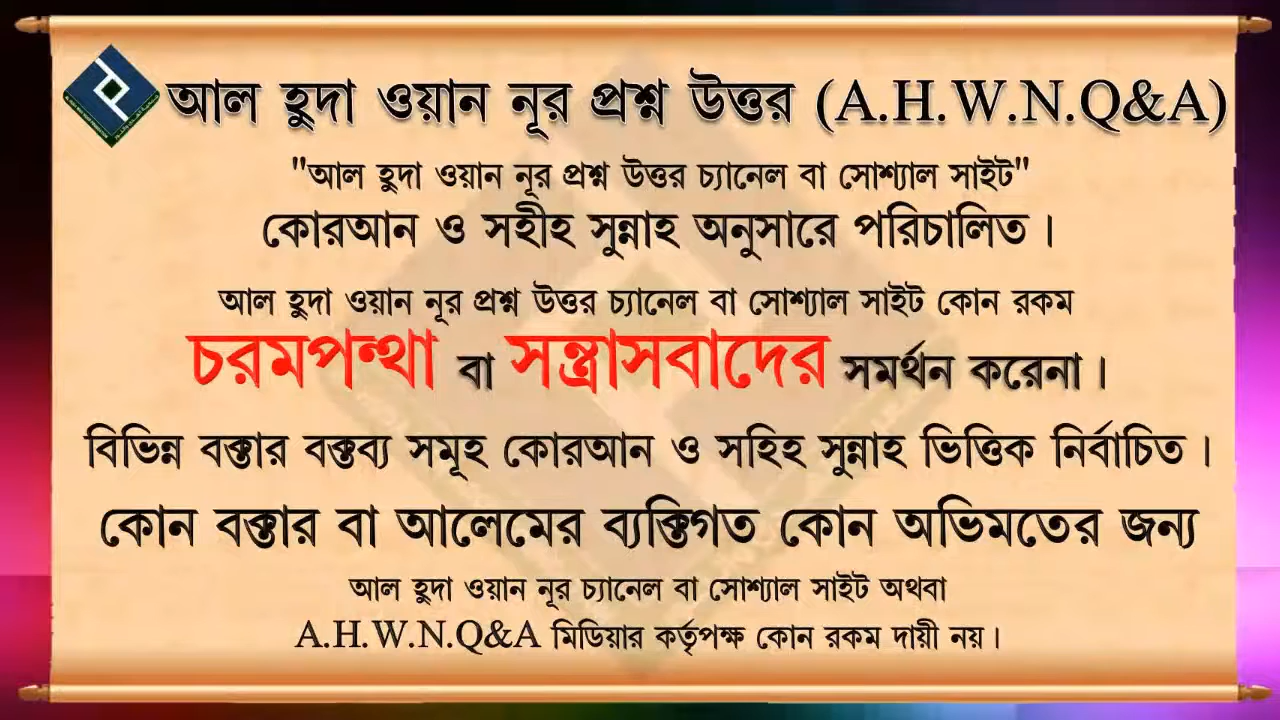 আল হুদা ওয়ান নূর প্রশ্ন উত্তর (A.H.W.N.Q&A)
"আল হুদা ওয়ান নূর প্রশ্ন উত্তর চ্যানেল বা সোশ্যাল সাইট"
কোরআন ও সহীহ সুন্নাহ অনুসারে পরিচালিত।
আল হুদা ওয়ান নূর প্রশ্ন উত্তর চ্যানেল বা সোশ্যাল সাইট কোন রকম
চরমপন্থা বা সন্ত্রাসবাদের সমর্থন করেনা।
বিভিন্ন বক্তার বক্তব্য সমূহ কোরআন ও সহিহ সুন্নাহ ভিত্তিক নির্বাচিত।
কোন বক্তার বা আলেমের ব্যক্তিগত কোন অভিমতের জন্য
আল হুদা ওয়ান নূর চ্যানেল বা সোশ্যাল সাইট অথবা
A.H.W.N.Q&A মিডিয়ার কর্তৃপক্ষ কোন রকম দায়ী নয়।